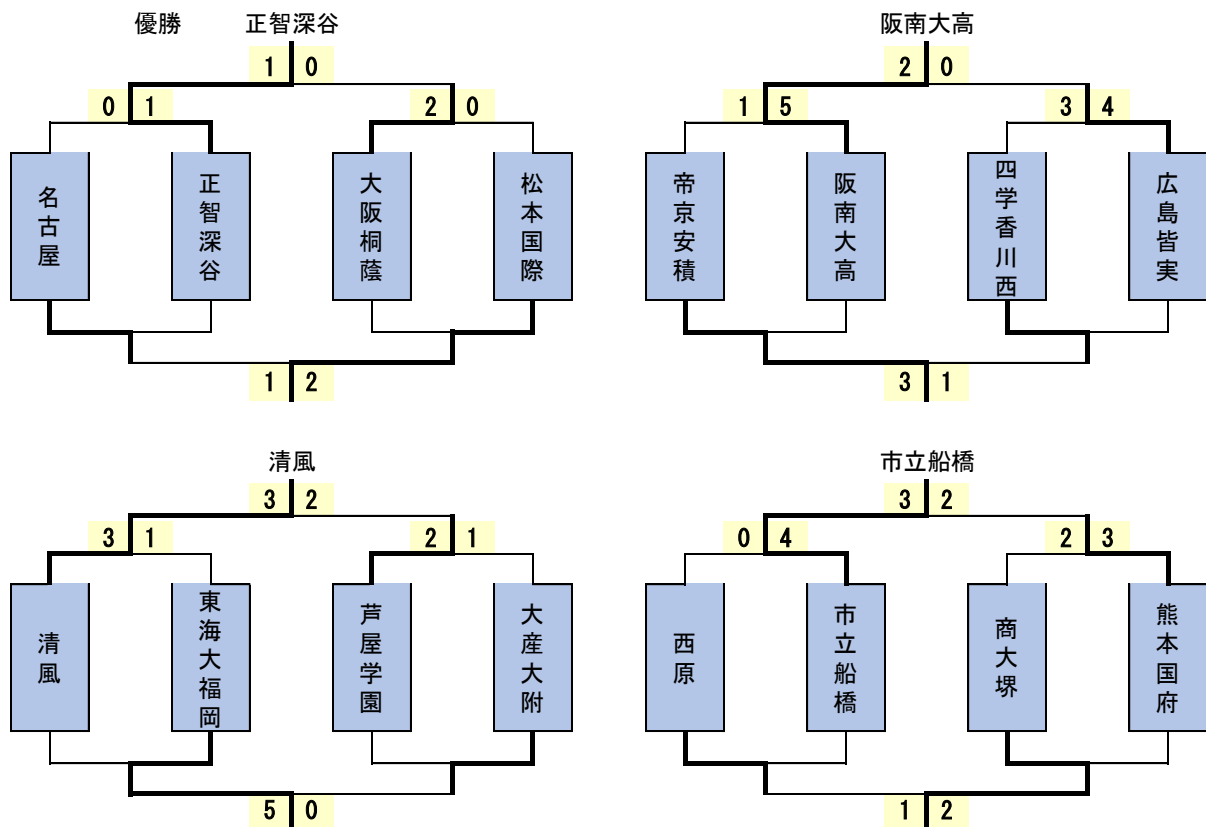 優勝 正智深谷
1 0
0 1 2 0
名古屋
正智深谷
大阪桐蔭
松本国際
1 2
阪南大高
2 0
1 5 3 4
帝京安積
阪南大高
四学香川西
広島皆実
3 1
清風
3 2
3 1 2 1
清風
東海大福岡
芦屋学園
大産大附
5 0
市立船橋
3 2
0 4 2 3
西原
市立船橋
商大堺
熊本国府
1 2